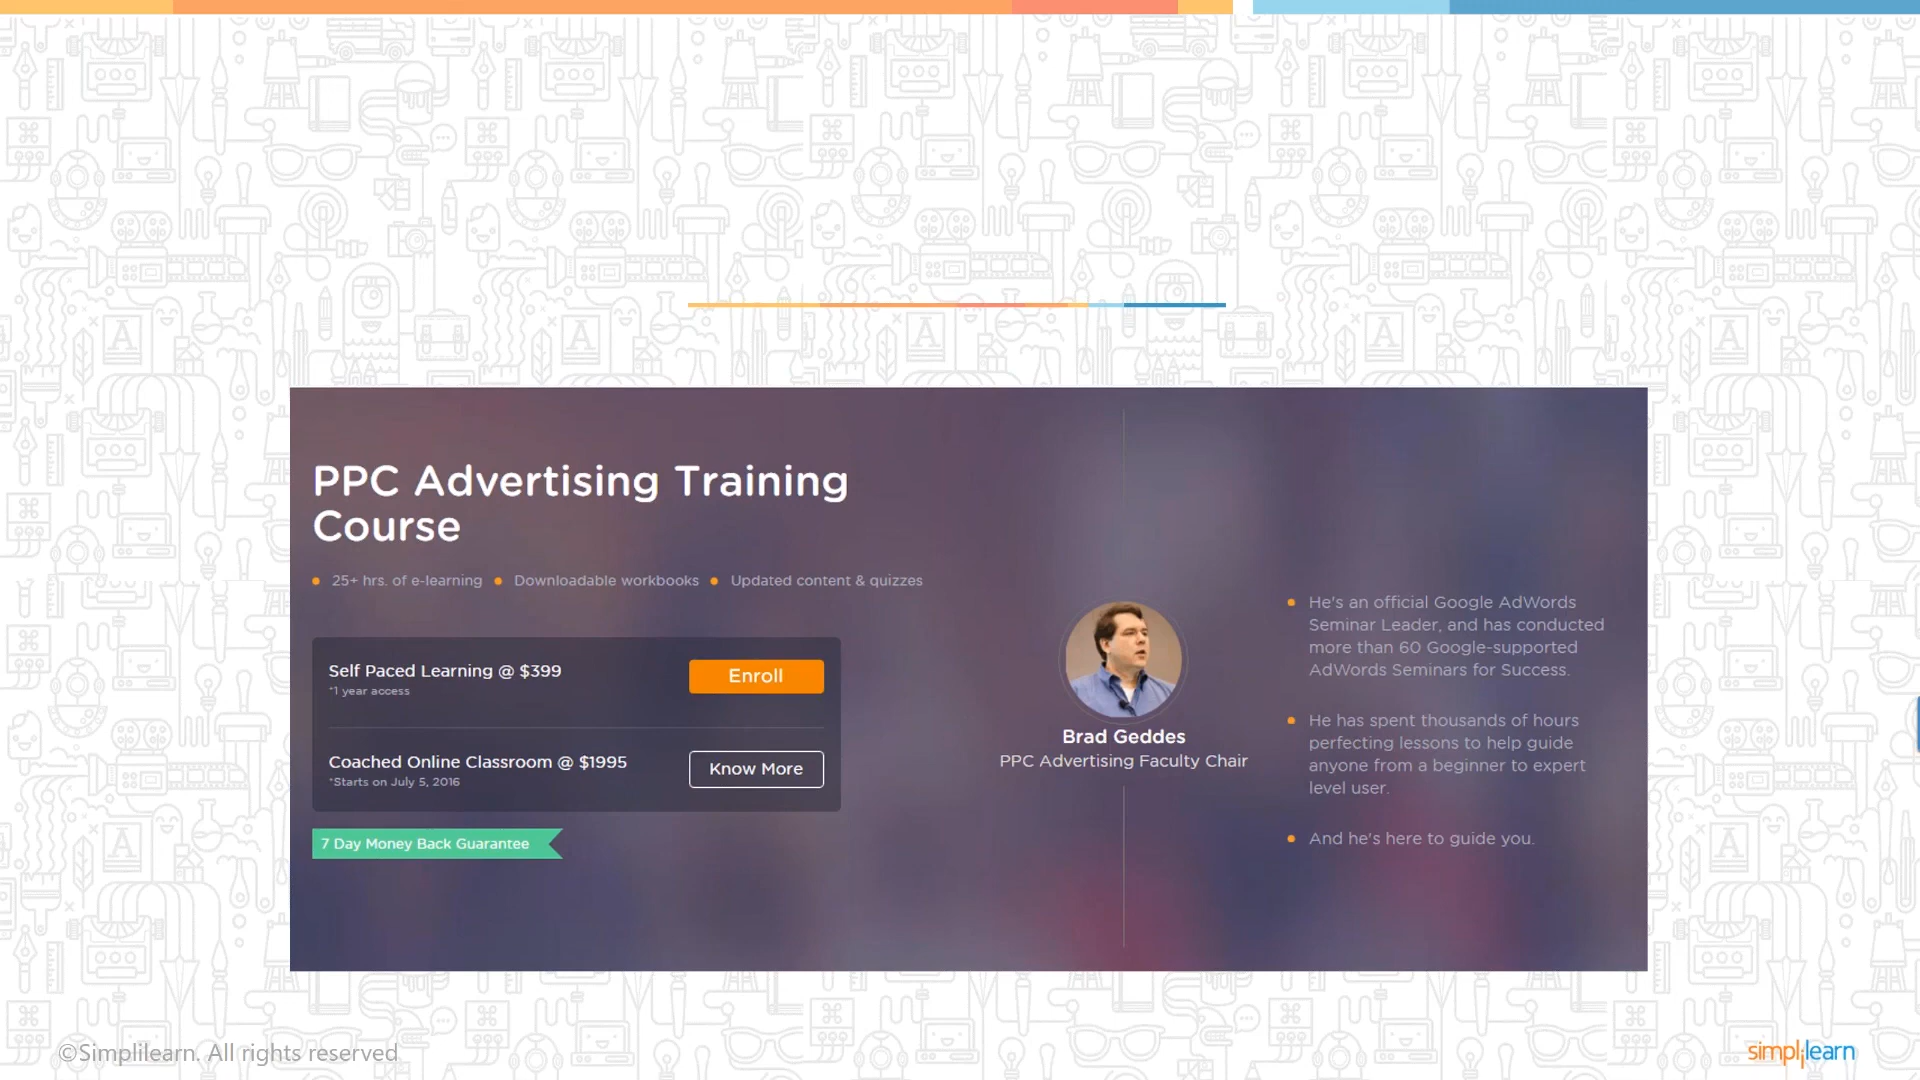 PPC Advertising Training
Course
25+ hrs. of e-learning
Downloadable workbooks
Updated content & quizzes
Self Paced Learning @ $399
*1 year access
Enroll
Coached Online Classroom @ $1995
*Starts on July 5, 2016
Know More
7 Day Money Back Guarantee
Brad Geddes
PPC Advertising Faculty Chair
He's an official Google AdWords
Seminar Leader, and has conducted
more than 60 Google-supported
AdWords Seminars for Success.
He has spent thousands of hours
perfecting lessons to help guide
anyone from a beginner to expert
level user.
And he's here to guide you.
©Simplilearn. All rights reserved
simplilearn